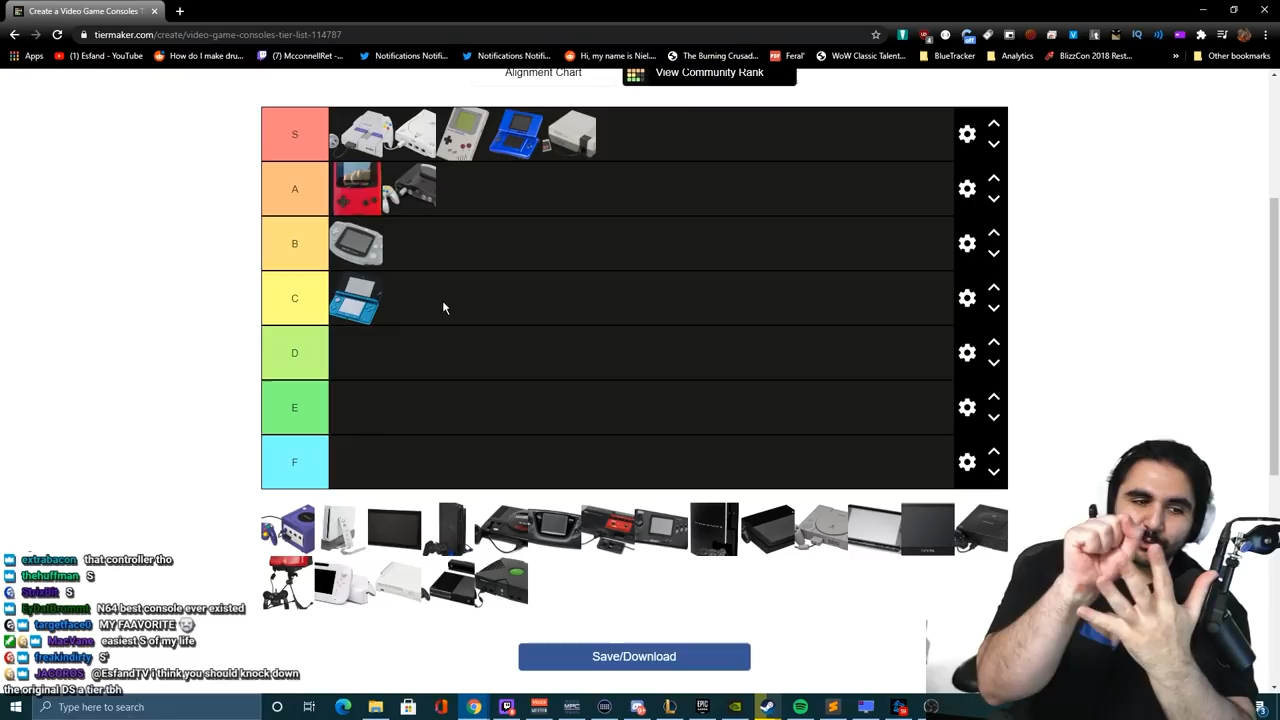 Create a Video Game Consoles T
tiermaker.com/create/video-game-consoles-tier-list-114787
Apps
(1) Esfand - YouTube
How do I make dru...
(7) McconnellRet - ...
Notifications Notifi...
Notifications Notifi...
Hi, my name is Niel...
The Burning Crusad...
Feral'
WoW Classic Talent...
BlueTracker
Analytics
BlizzCon 2018 Rest...
Other bookmarks
Alignment Chart
View Community Rank
S
A
B
C
D
E
F
extrabacon that controller tho
thehuffman S
StrixBit S
EyDatBrummt N64 best console ever existed
targetface0 MY FAAVORITE
MacVane easiest S of my life
freakindirty S'
JACOROS @EsfandTV i think you should knock down
the original DS a tier tbh
Save/Download
Type here to search